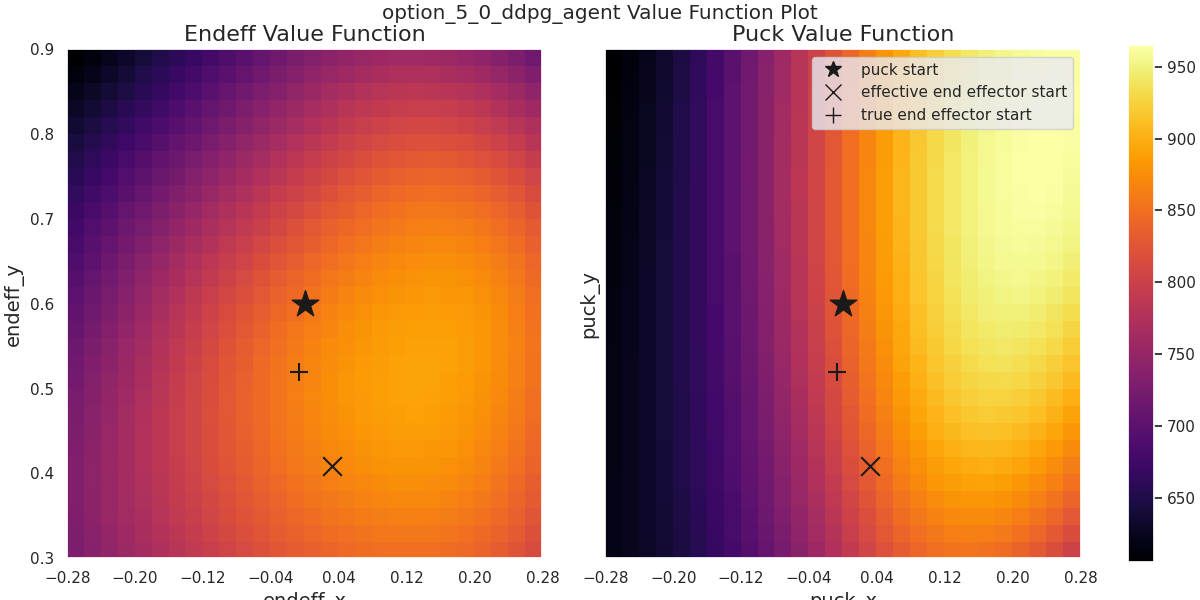 option_5_0_ddpg_agent Value Function Plot
Endeff Value Function
Puck Value Function
puck start
effective end effector start
true end effector start
0.9
0.8
0.7
0.6
0.5
0.4
0.3
endeff_y
puck_y
−0.28 −0.20 −0.12 −0.04 0.04 0.12 0.20 0.28
−0.28 −0.20 −0.12 −0.04 0.04 0.12 0.20 0.28
endeff_x
puck_x
950
900
850
800
750
700
650